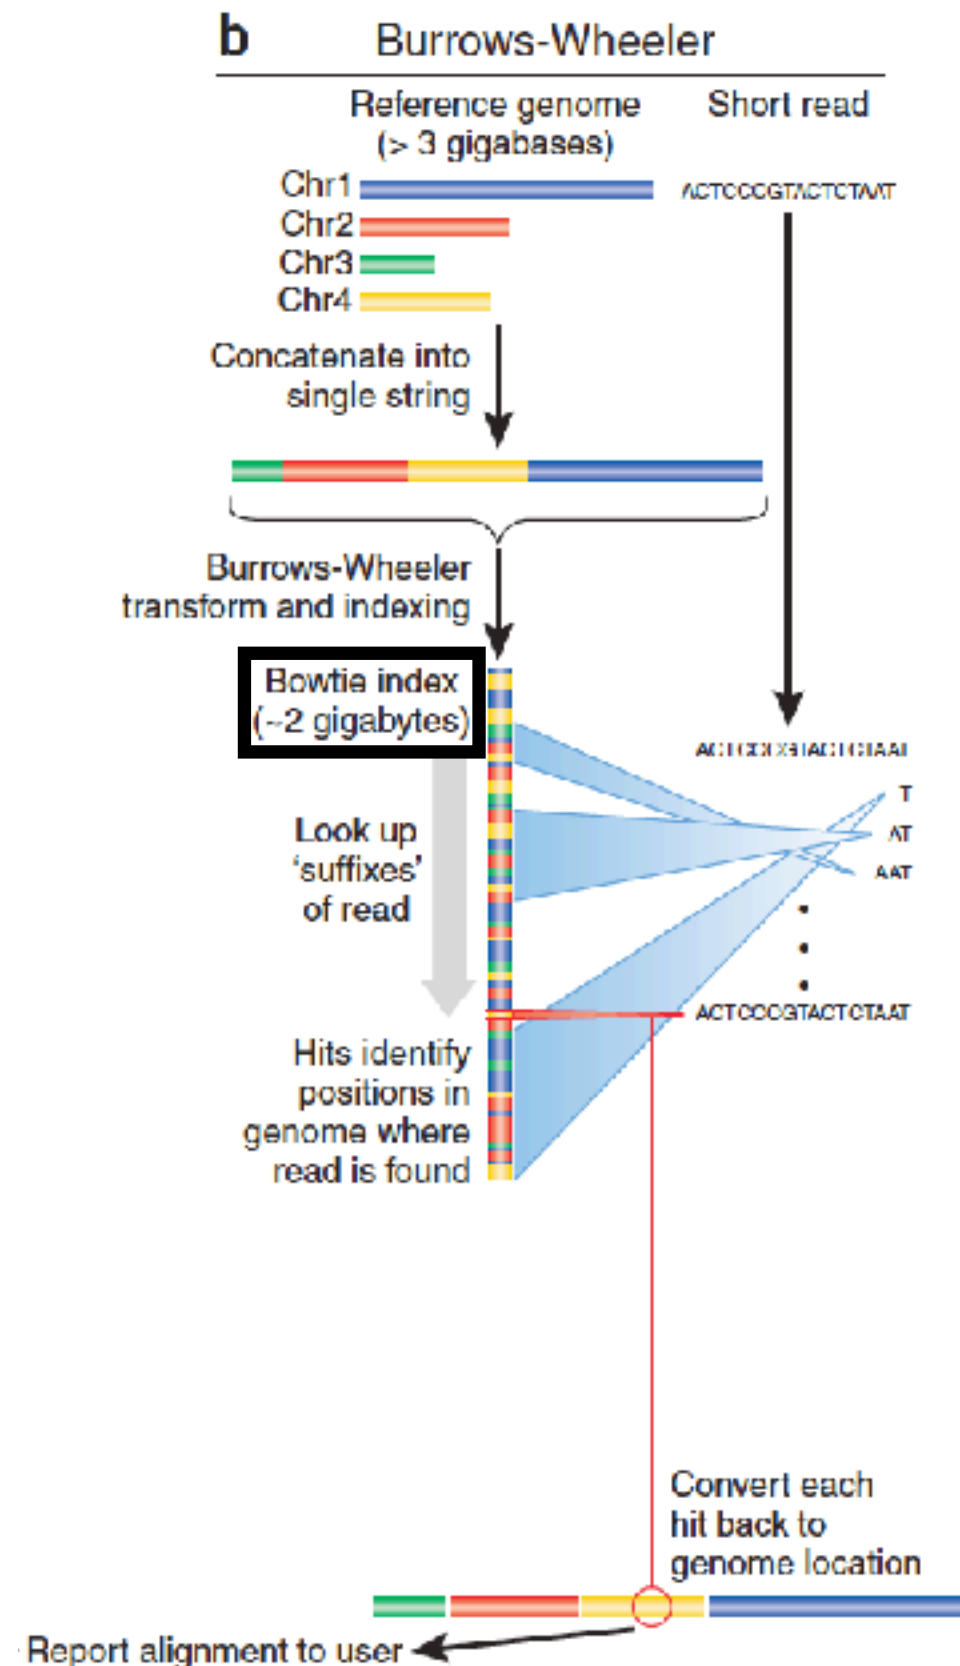 b Burrows-Wheeler
Reference genome
(> 3 gigabases)
Short read
Chr1
ACTCCCGTACTCTAAT
Chr2
Chr3
Chr4
Concatenate into
single string
Burrows-Wheeler
transform and indexing
Bowtie index
(~2 gigabytes)
ACTCCCGTACTCTAAT
T
AT
AAT
Look up
‘suffixes’
of read
ACTCCCGTACTCTAAT
Hits identify
positions in
genome where
read is found
Convert each
hit back to
genome location
Report alignment to user